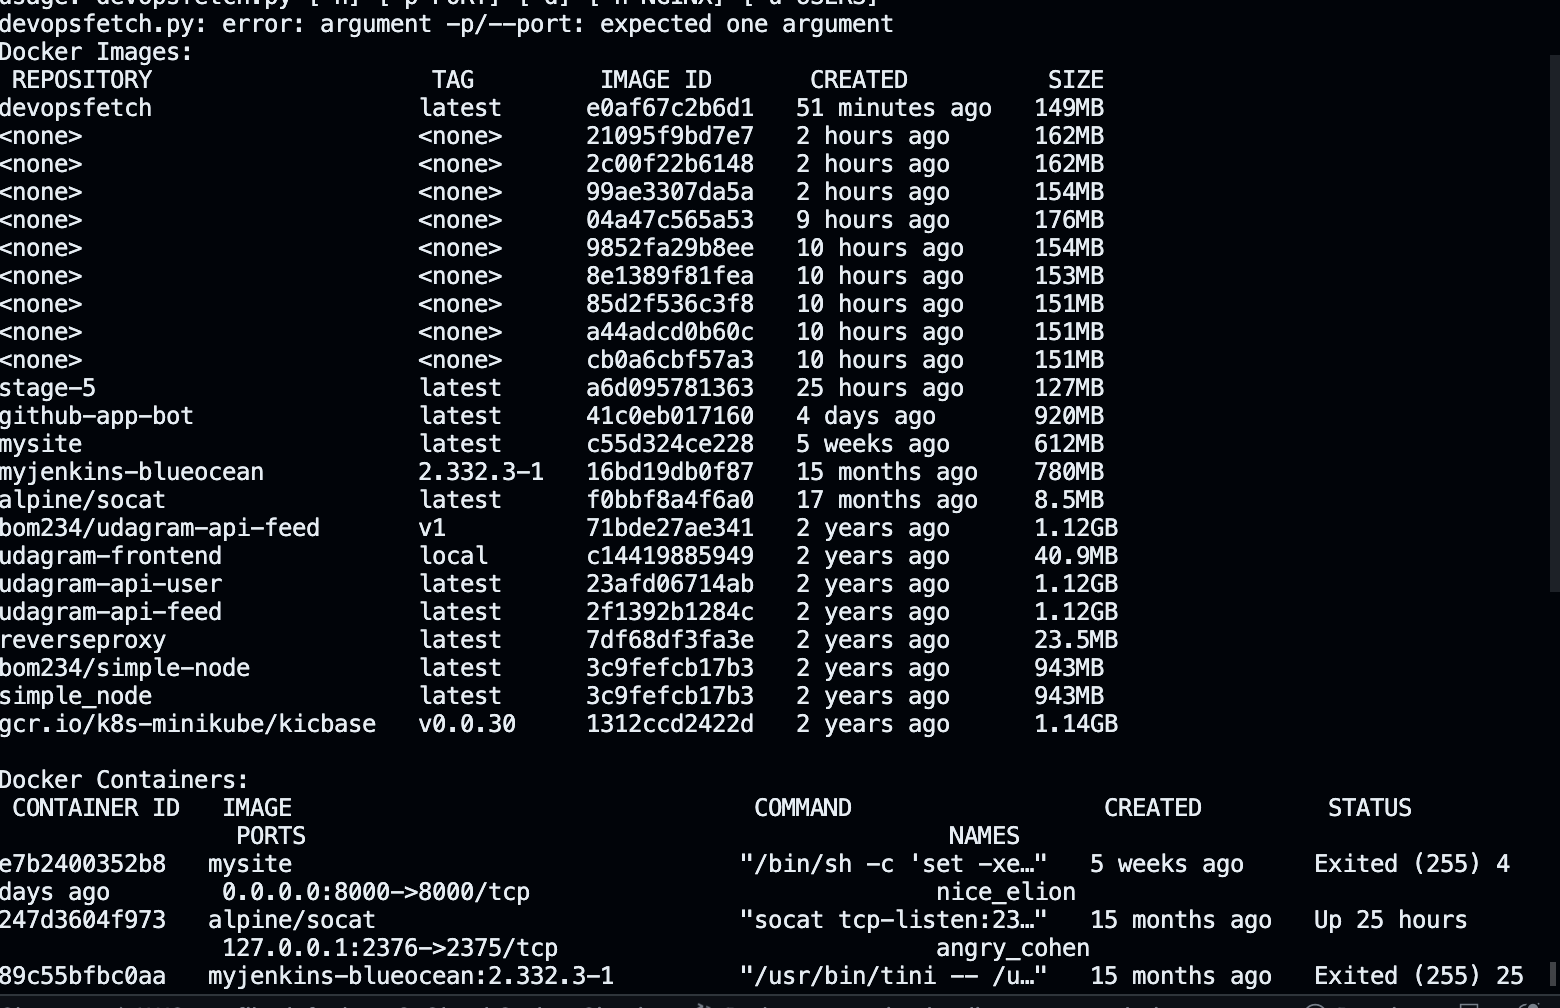 usage: devopsfetch.py [-h] [-p PORT] [-d] [-n NGINX] [-u USERS]
devopsfetch.py: error: argument -p/--port: expected one argument
Docker Images:
REPOSITORY TAG IMAGE ID CREATED SIZE
devopsfetch latest e0af67c2b6d1 51 minutes ago 149MB
<none> <none> 21095f9bd7e7 2 hours ago 162MB
<none> <none> 2c00f22b6148 2 hours ago 162MB
<none> <none> 99ae3307da5a 2 hours ago 154MB
<none> <none> 04a47c565a53 9 hours ago 176MB
<none> <none> 9852fa29b8ee 10 hours ago 154MB
<none> <none> 8e1389f81fea 10 hours ago 153MB
<none> <none> 85d2f536c3f8 10 hours ago 151MB
<none> <none> a44adcd0b60c 10 hours ago 151MB
<none> <none> cb0a6cbf57a3 10 hours ago 151MB
stage-5 latest a6d095781363 25 hours ago 127MB
github-app-bot latest 41c0eb017160 4 days ago 920MB
mysite latest c55d324ce228 5 weeks ago 612MB
myjenkins-blueocean 2.332.3-1 16bd19db0f87 15 months ago 780MB
alpine/socat latest f0bbf8a4f6a0 17 months ago 8.5MB
bom234/udagram-api-feed v1 71bde27ae341 2 years ago 1.12GB
udagram-frontend local c14419885949 2 years ago 40.9MB
udagram-api-user latest 23afd06714ab 2 years ago 1.12GB
udagram-api-feed latest 2f1392b1284c 2 years ago 1.12GB
reverseproxy latest 7df68df3fa3e 2 years ago 23.5MB
bom234/simple-node latest 3c9fefcb17b3 2 years ago 943MB
simple_node latest 3c9fefcb17b3 2 years ago 943MB
gcr.io/k8s-minikube/kicbase v0.0.30 1312ccd2422d 2 years ago 1.14GB
Docker Containers:
CONTAINER ID IMAGE COMMAND CREATED STATUS
PORTS NAMES
e7b2400352b8 mysite "/bin/sh -c 'set -xe…" 5 weeks ago Exited (255) 4
days ago 0.0.0.0:8000->8000/tcp nice_elion
247d3604f973 alpine/socat "socat tcp-listen:23…" 15 months ago Up 25 hours
127.0.0.1:2376->2375/tcp angry_cohen
89c55bfbc0aa myjenkins-blueocean:2.332.3-1 "/usr/bin/tini -- /u…" 15 months ago Exited (255) 25